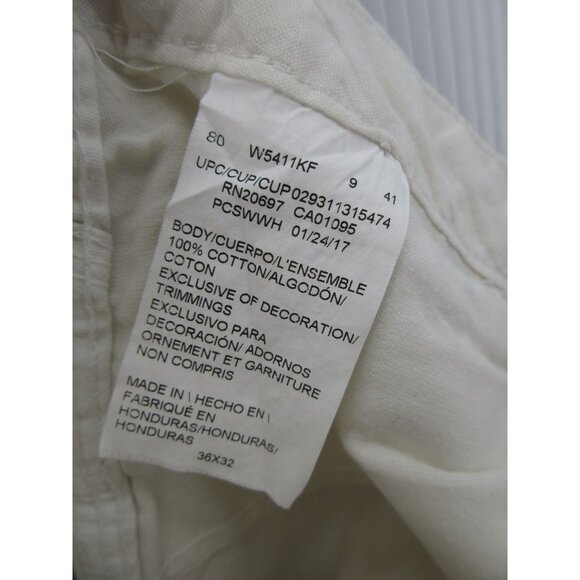 80 W5411KF 9 41
UPC/CUP/CUP029311315474
RN20697 CA01095
PCSWWH 01/24/17
BODY/CUERPO/L'ENSEMBLE
100% COTTON/ALGODÓN/
COTON
EXCLUSIVE OF DECORATION/
TRIMMINGS
EXCLUSIVO PARA
DECORACIÓN/ ADORNOS
ORNEMENT ET GARNITURE
NON COMPRIS
MADE IN \ HECHO EN \
FABRIQUÉ EN
HONDURAS/HONDURAS/
HONDURAS
36X32